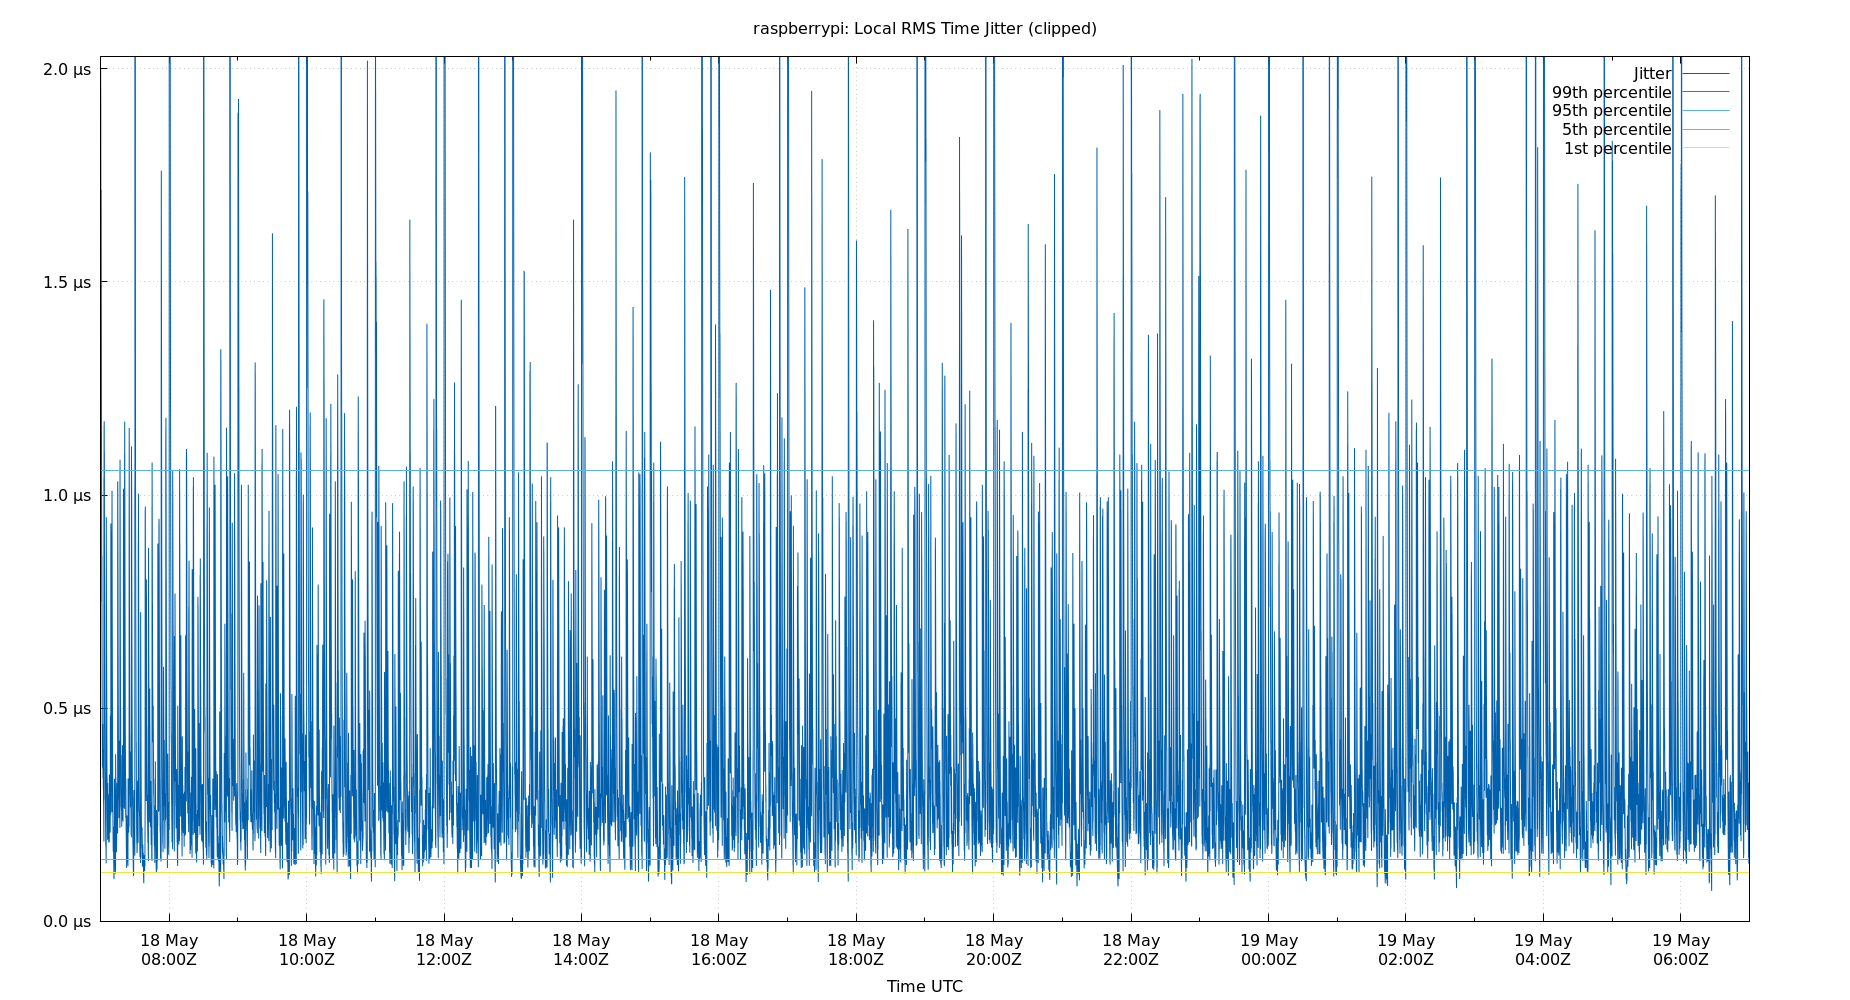 raspberrypi: Local RMS Time Jitter (clipped)
2.0 µs
1.5 µs
1.0 µs
0.5 µs
0.0 µs
Jitter
99th percentile
95th percentile
5th percentile
1st percentile
18 May 18 May 18 May 18 May 18 May 18 May 18 May 18 May 19 May 19 May 19 May 19 May
08:00Z 10:00Z 12:00Z 14:00Z 16:00Z 18:00Z 20:00Z 22:00Z 00:00Z 02:00Z 04:00Z 06:00Z
Time UTC